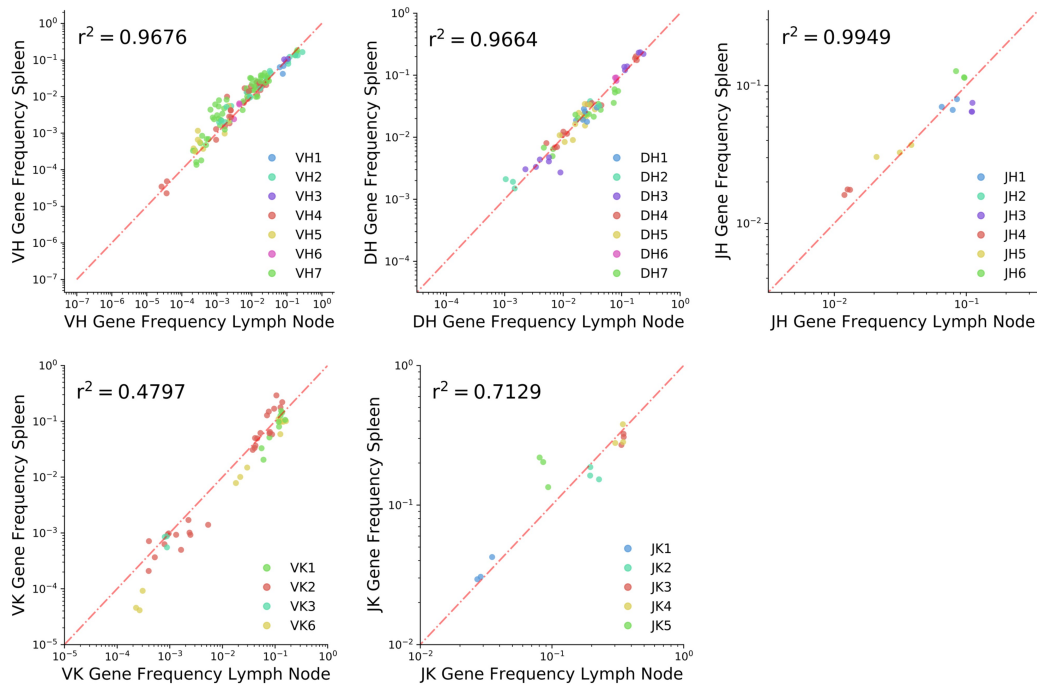 r² = 0.9676
VH Gene Frequency Spleen
10⁰
10⁻¹
10⁻²
10⁻³
10⁻⁴
10⁻⁵
10⁻⁶
10⁻⁷
VH1
VH2
VH3
VH4
VH5
VH6
VH7
10⁻⁷ 10⁻⁶ 10⁻⁵ 10⁻⁴ 10⁻³ 10⁻² 10⁻¹ 10⁰
VH Gene Frequency Lymph Node
r² = 0.9664
DH Gene Frequency Spleen
10⁰
10⁻¹
10⁻²
10⁻³
10⁻⁴
DH1
DH2
DH3
DH4
DH5
DH6
DH7
10⁻⁴ 10⁻³ 10⁻² 10⁻¹ 10⁰
DH Gene Frequency Lymph Node
r² = 0.9949
JH Gene Frequency Spleen
10⁻¹
10⁻²
JH1
JH2
JH3
JH4
JH5
JH6
10⁻² 10⁻¹
JH Gene Frequency Lymph Node
r² = 0.4797
VK Gene Frequency Spleen
10⁰
10⁻¹
10⁻²
10⁻³
10⁻⁴
10⁻⁵
VK1
VK2
VK3
VK6
10⁻⁵ 10⁻⁴ 10⁻³ 10⁻² 10⁻¹ 10⁰
VK Gene Frequency Lymph Node
r² = 0.7129
JK Gene Frequency Spleen
10⁰
10⁻¹
10⁻²
JK1
JK2
JK3
JK4
JK5
10⁻² 10⁻¹ 10⁰
JK Gene Frequency Lymph Node